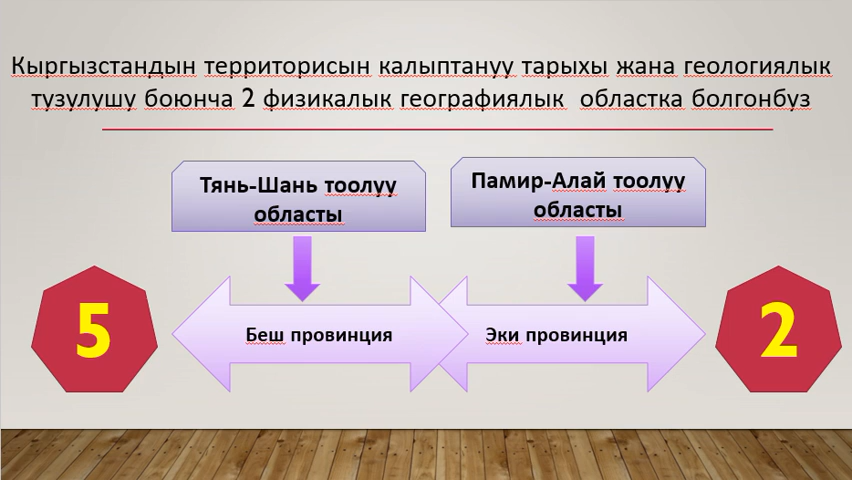 Кыргызстандын территорисын калыптануу тарыхы жана геологиялык
тузулушу боюнча 2 физикалык географиялык областка болгонбуз
Тянь-Шань тоолуу
областы
Памир-Алай тоолуу
областы
5
Беш провинция
Эки провинция
2